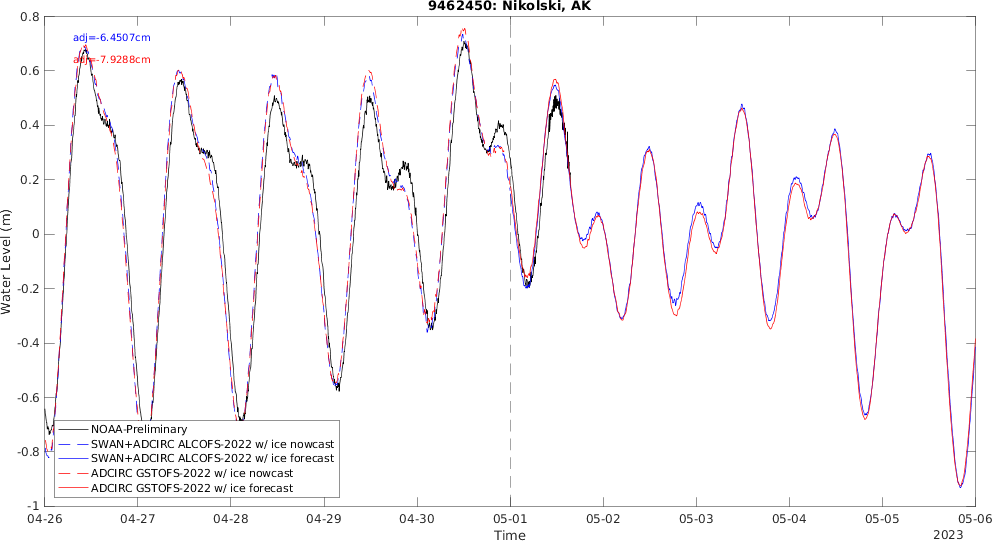 9462450: Nikolski, AK
adj=-6.4507cm
adj=-7.9288cm
Water Level (m)
0.8
0.6
0.4
0.2
0
-0.2
-0.4
-0.6
-0.8
-1
NOAA-Preliminary
SWAN+ADCIRC ALCOFS-2022 w/ ice nowcast
SWAN+ADCIRC ALCOFS-2022 w/ ice forecast
ADCIRC GSTOFS-2022 w/ ice nowcast
ADCIRC GSTOFS-2022 w/ ice forecast
04-26 04-27 04-28 04-29 04-30 05-01 05-02 05-03 05-04 05-05 05-06
Time
2023